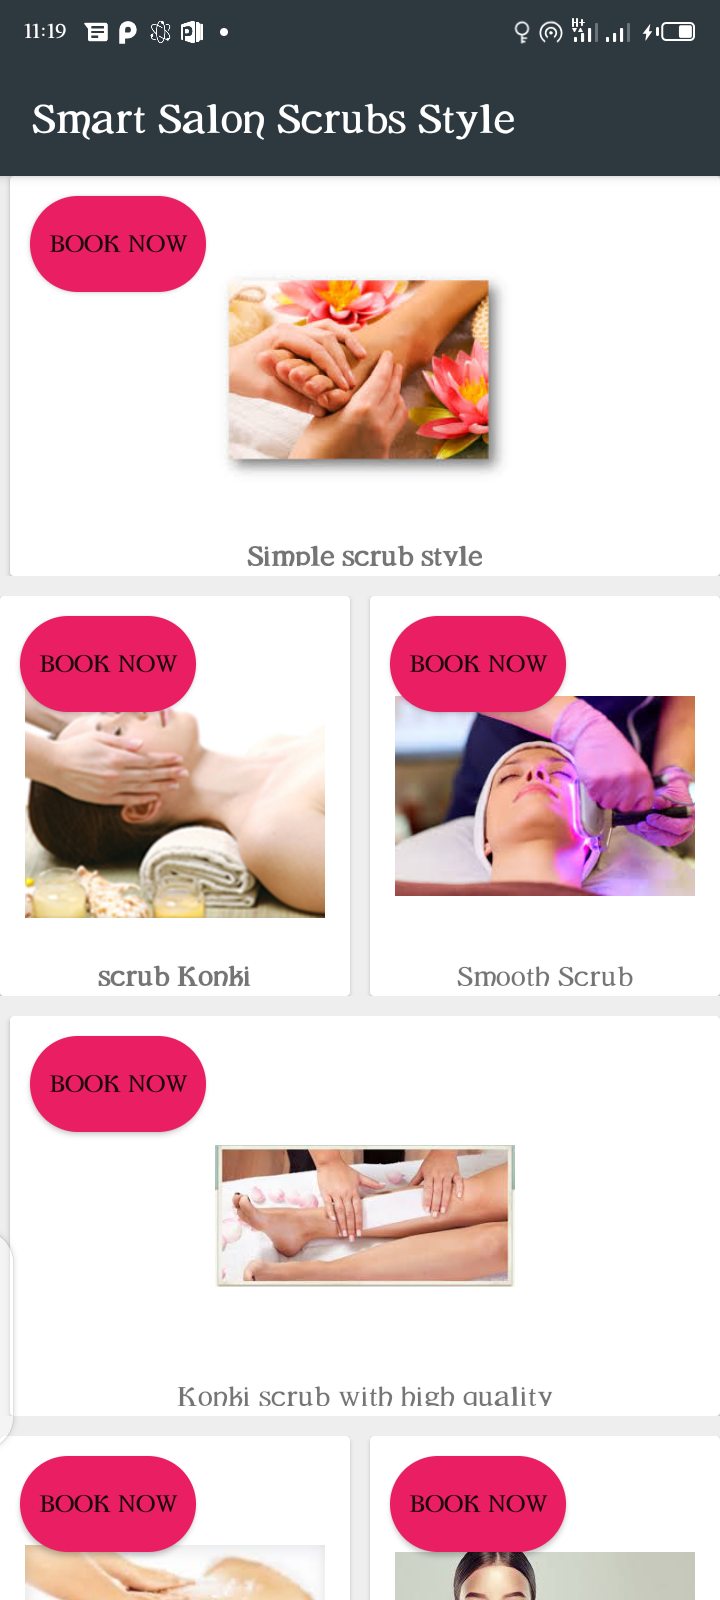 11:19
Smart Salon Scrubs Style
BOOK NOW
Simple scrub style
BOOK NOW
BOOK NOW
scrub Konki
Smooth Scrub
BOOK NOW
Konki scrub with high quality
BOOK NOW
BOOK NOW